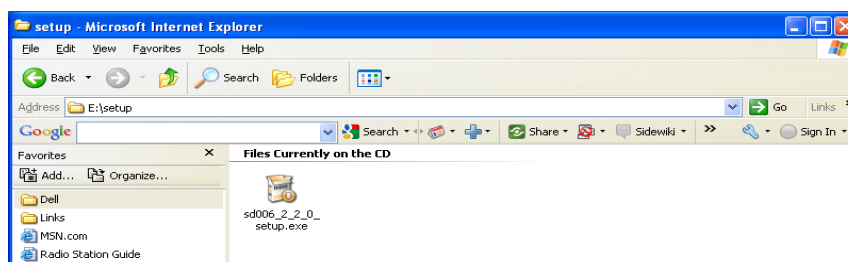 setup - Microsoft Internet Explorer
File Edit View Favorites Tools Help
Back Search Folders
Address E:\setup Go Links
Google Search Share Sidewiki Sign In
Favorites Files Currently on the CD
Add... Organize...
Dell
Links
MSN.com
Radio Station Guide
sd006_2_2_0_
setup.exe